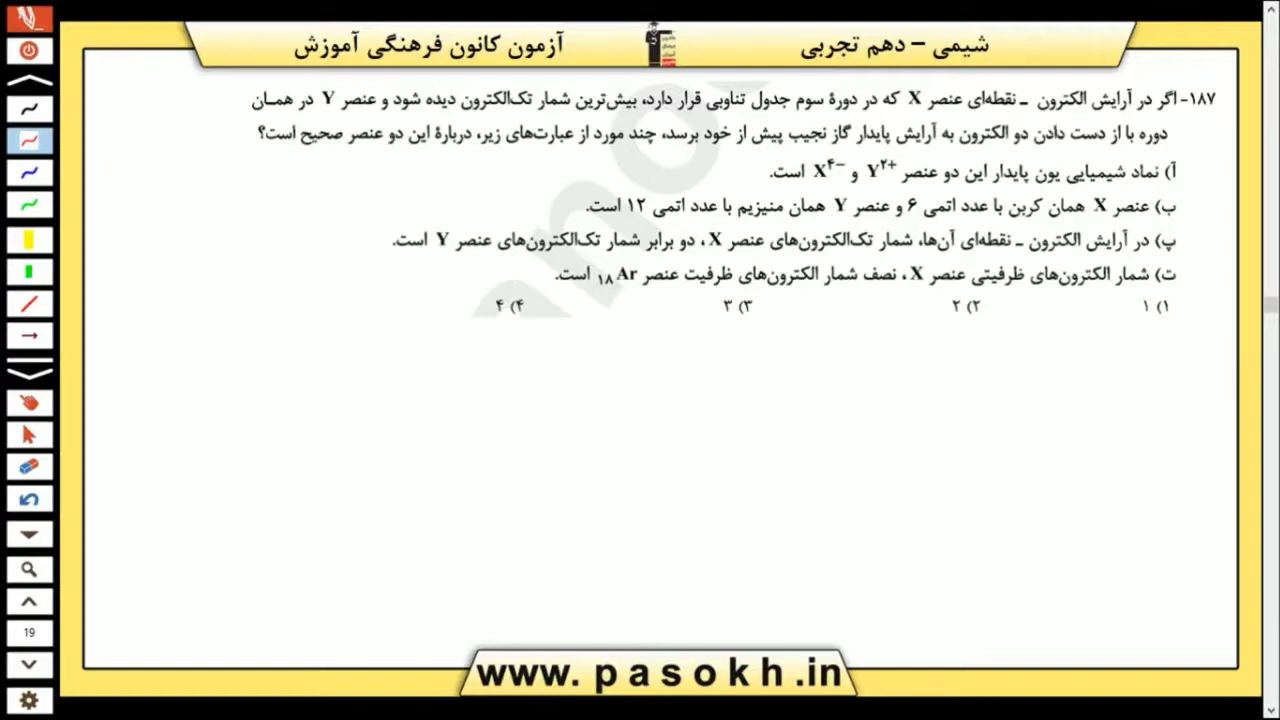 شیمی – دهم تجربی
آزمون کانون فرهنگی آموزش
۱۸۷- اگر در آرایش الکترون ـ نقطه‌ای عنصر X که در دورهٔ سوم جدول تناوبی قرار دارد، بیش‌ترین شمار تک‌الکترون دیده شود و عنصر Y در همان
دوره با از دست دادن دو الکترون به آرایش پایدار گاز نجیب پیش از خود برسد، چند مورد از عبارت‌های زیر، دربارهٔ این دو عنصر صحیح است؟
آ) نماد شیمیایی یون پایدار این دو عنصر Y²⁺ و X⁴⁻ است.
ب) عنصر X همان کربن با عدد اتمی ۶ و عنصر Y همان منیزیم با عدد اتمی ۱۲ است.
پ) در آرایش الکترون ـ نقطه‌ای آن‌ها، شمار تک‌الکترون‌های عنصر X، دو برابر شمار تک‌الکترون‌های عنصر Y است.
ت) شمار الکترون‌های ظرفیتی عنصر X، نصف شمار الکترون‌های ظرفیت عنصر ₁₈Ar است.
۱) ۱ ۲) ۲ ۳) ۳ ۴) ۴
19
www.pasokh.in